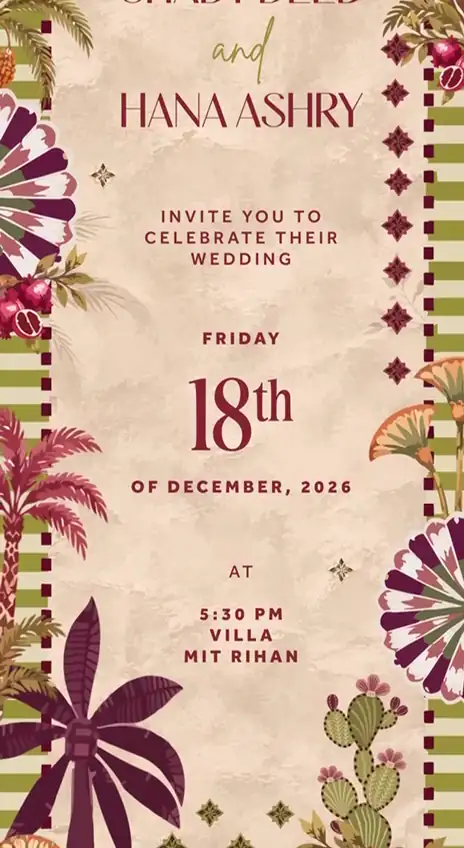 and
HANA ASHRY
INVITE YOU TO
CELEBRATE THEIR
WEDDING
FRIDAY
18th
OF DECEMBER, 2026
AT
5:30 PM
VILLA
MIT RIHAN